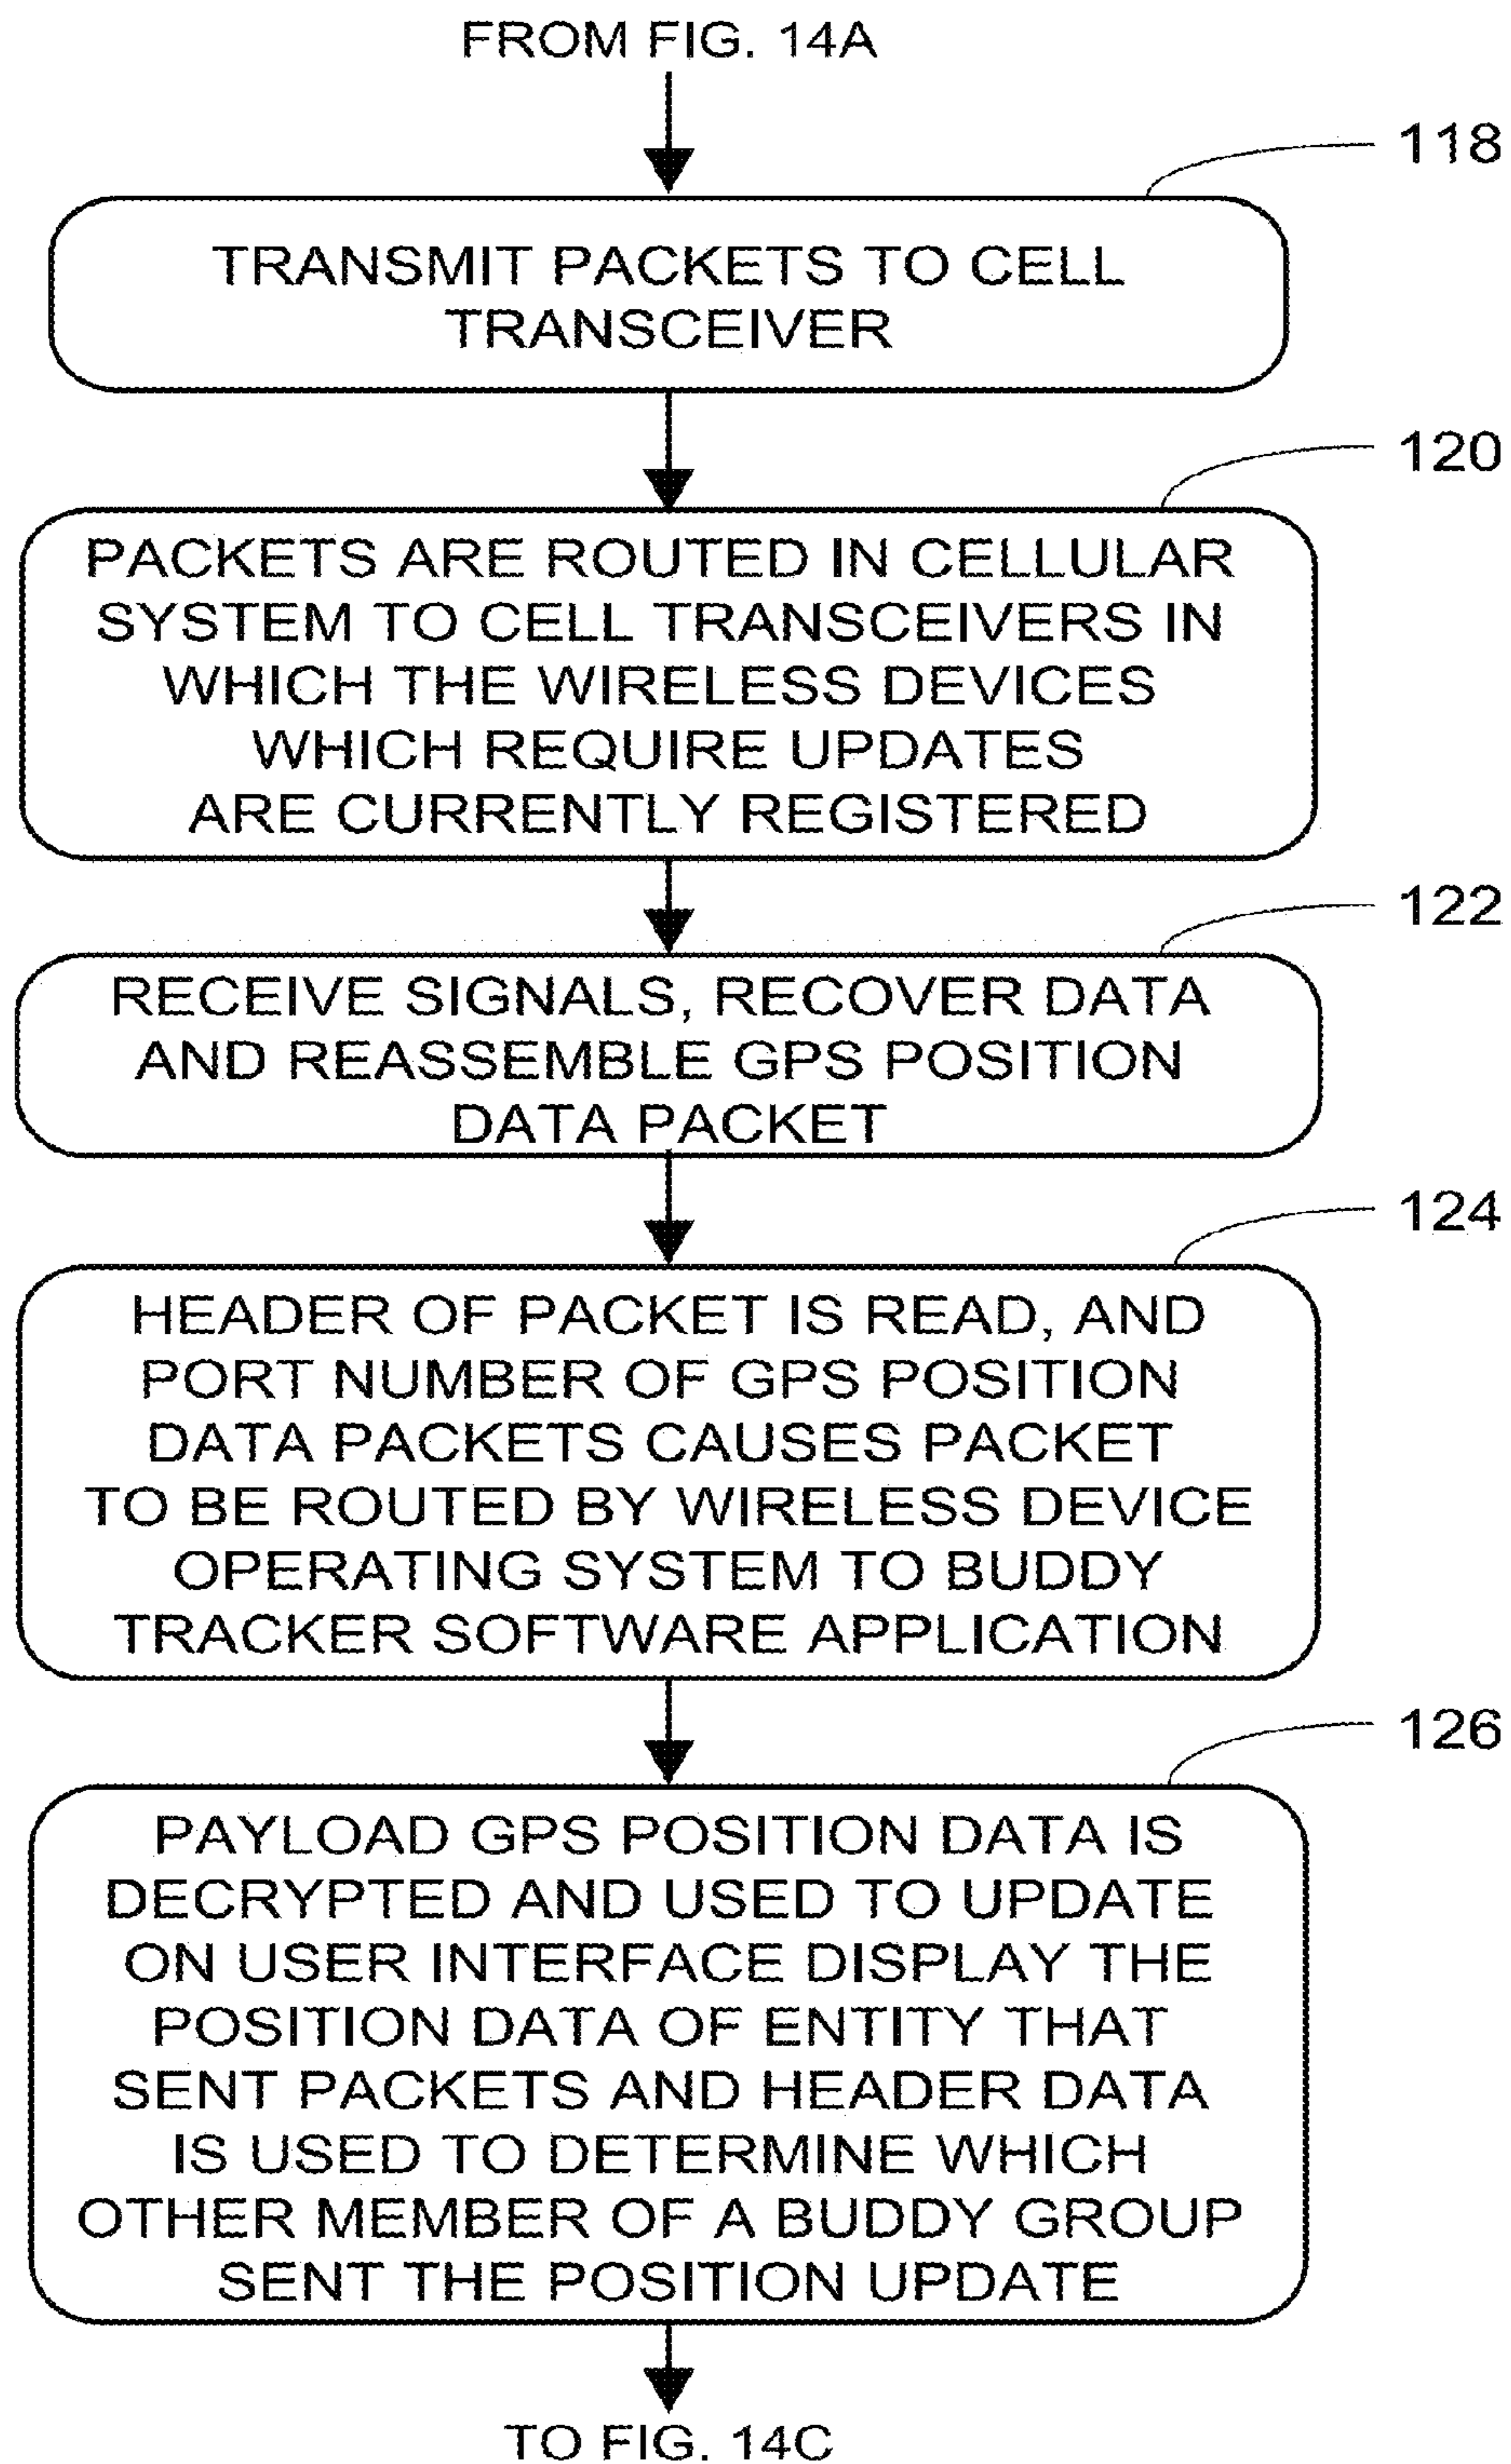 FROM FIG. 14A
118
TRANSMIT PACKETS TO CELL
TRANSCEIVER
120
PACKETS ARE ROUTED IN CELLULAR
SYSTEM TO CELL TRANSCEIVERS IN
WHICH THE WIRELESS DEVICES
WHICH REQUIRE UPDATES
ARE CURRENTLY REGISTERED
122
RECEIVE SIGNALS, RECOVER DATA
AND REASSEMBLE GPS POSITION
DATA PACKET
124
HEADER OF PACKET IS READ, AND
PORT NUMBER OF GPS POSITION
DATA PACKETS CAUSES PACKET
TO BE ROUTED BY WIRELESS DEVICE
OPERATING SYSTEM TO BUDDY
TRACKER SOFTWARE APPLICATION
126
PAYLOAD GPS POSITION DATA IS
DECRYPTED AND USED TO UPDATE
ON USER INTERFACE DISPLAY THE
POSITION DATA OF ENTITY THAT
SENT PACKETS AND HEADER DATA
IS USED TO DETERMINE WHICH
OTHER MEMBER OF A BUDDY GROUP
SENT THE POSITION UPDATE
TO FIG. 14C